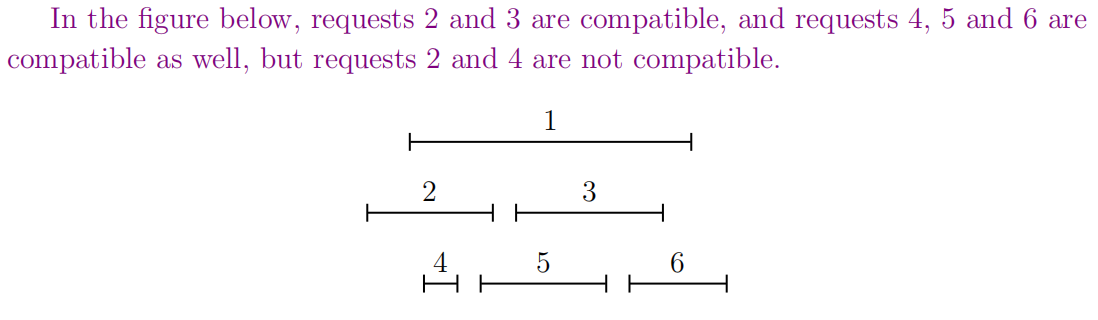 In the figure below, requests 2 and 3 are compatible, and requests 4, 5 and 6 are
compatible as well, but requests 2 and 4 are not compatible.
1
2 3
4 5 6